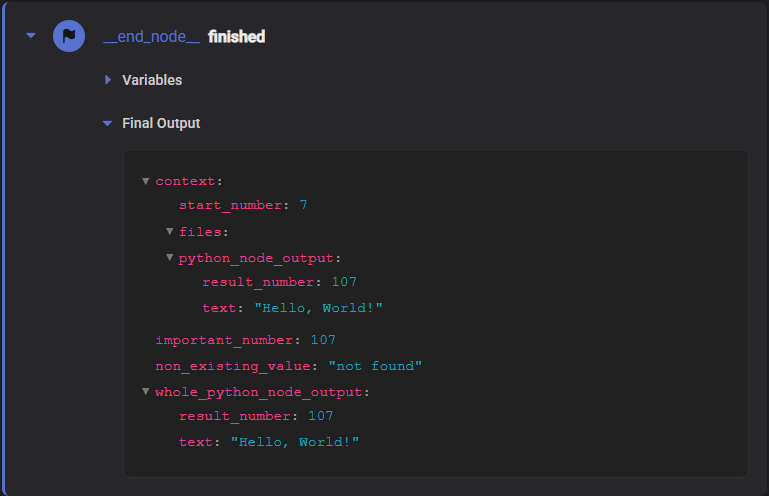 __end_node__ finished
Variables
Final Output
context:
start_number: 7
files:
python_node_output:
result_number: 107
text: "Hello, World!"
important_number: 107
non_existing_value: "not found"
whole_python_node_output:
result_number: 107
text: "Hello, World!"